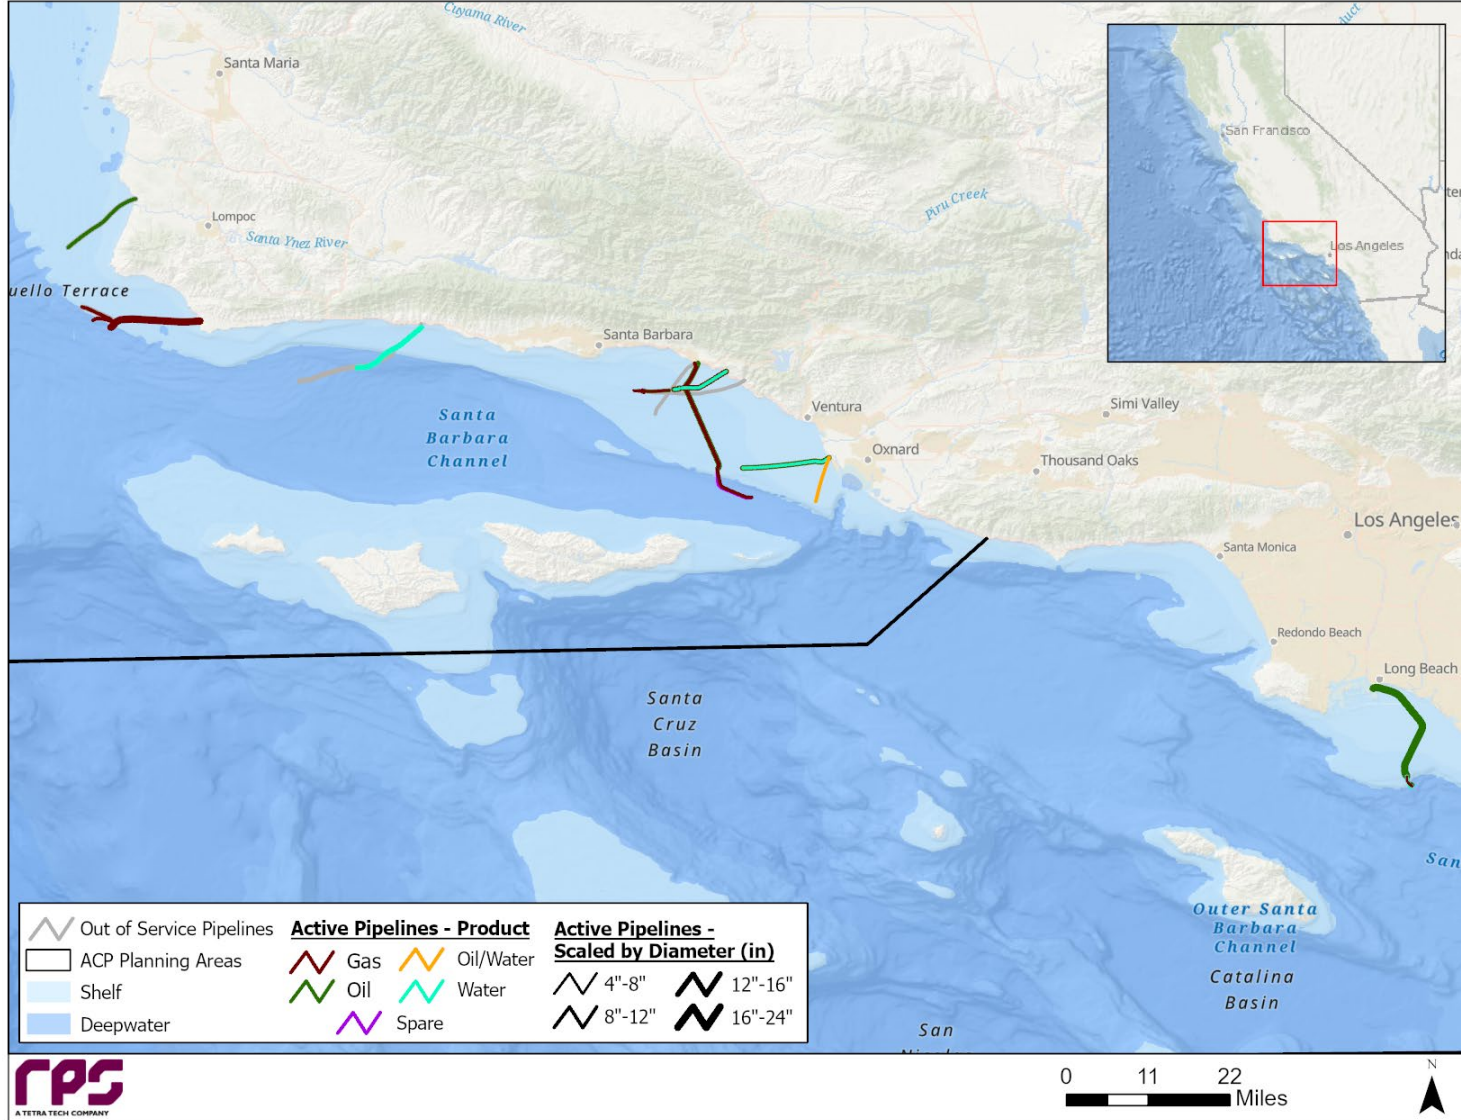 Cuyama River
duct
Santa Maria
San Francisco
Piru Creek
Lompoc
Santa Ynez River
Los Angeles
uello Terrace
Santa Barbara
Santa
Barbara
Channel
Ventura
Simi Valley
Oxnard
Thousand Oaks
Los Angeles
Santa Monica
Redondo Beach
Long Beach
Santa
Cruz
Basin
San
Outer Santa
Barbara
Channel
Catalina
Basin
San
Out of Service Pipelines
ACP Planning Areas
Shelf
Deepwater
Active Pipelines - Product
Gas
Oil/Water
Oil
Water
Spare
Active Pipelines -
Scaled by Diameter (in)
4"-8"
12"-16"
8"-12"
16"-24"
rps
A TETRA TECH COMPANY
0 11 22
Miles
N